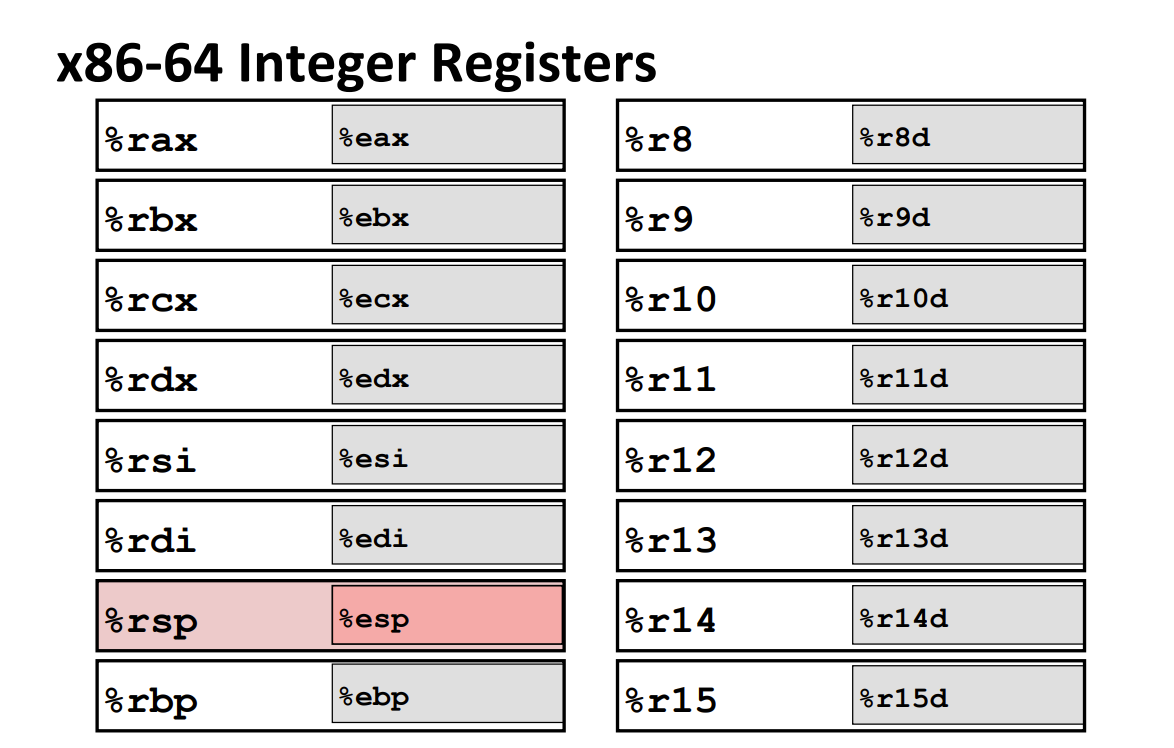 x86-64 Integer Registers
%rax %eax %r8 %r8d
%rbx %ebx %r9 %r9d
%rcx %ecx %r10 %r10d
%rdx %edx %r11 %r11d
%rsi %esi %r12 %r12d
%rdi %edi %r13 %r13d
%rsp %esp %r14 %r14d
%rbp %ebp %r15 %r15d